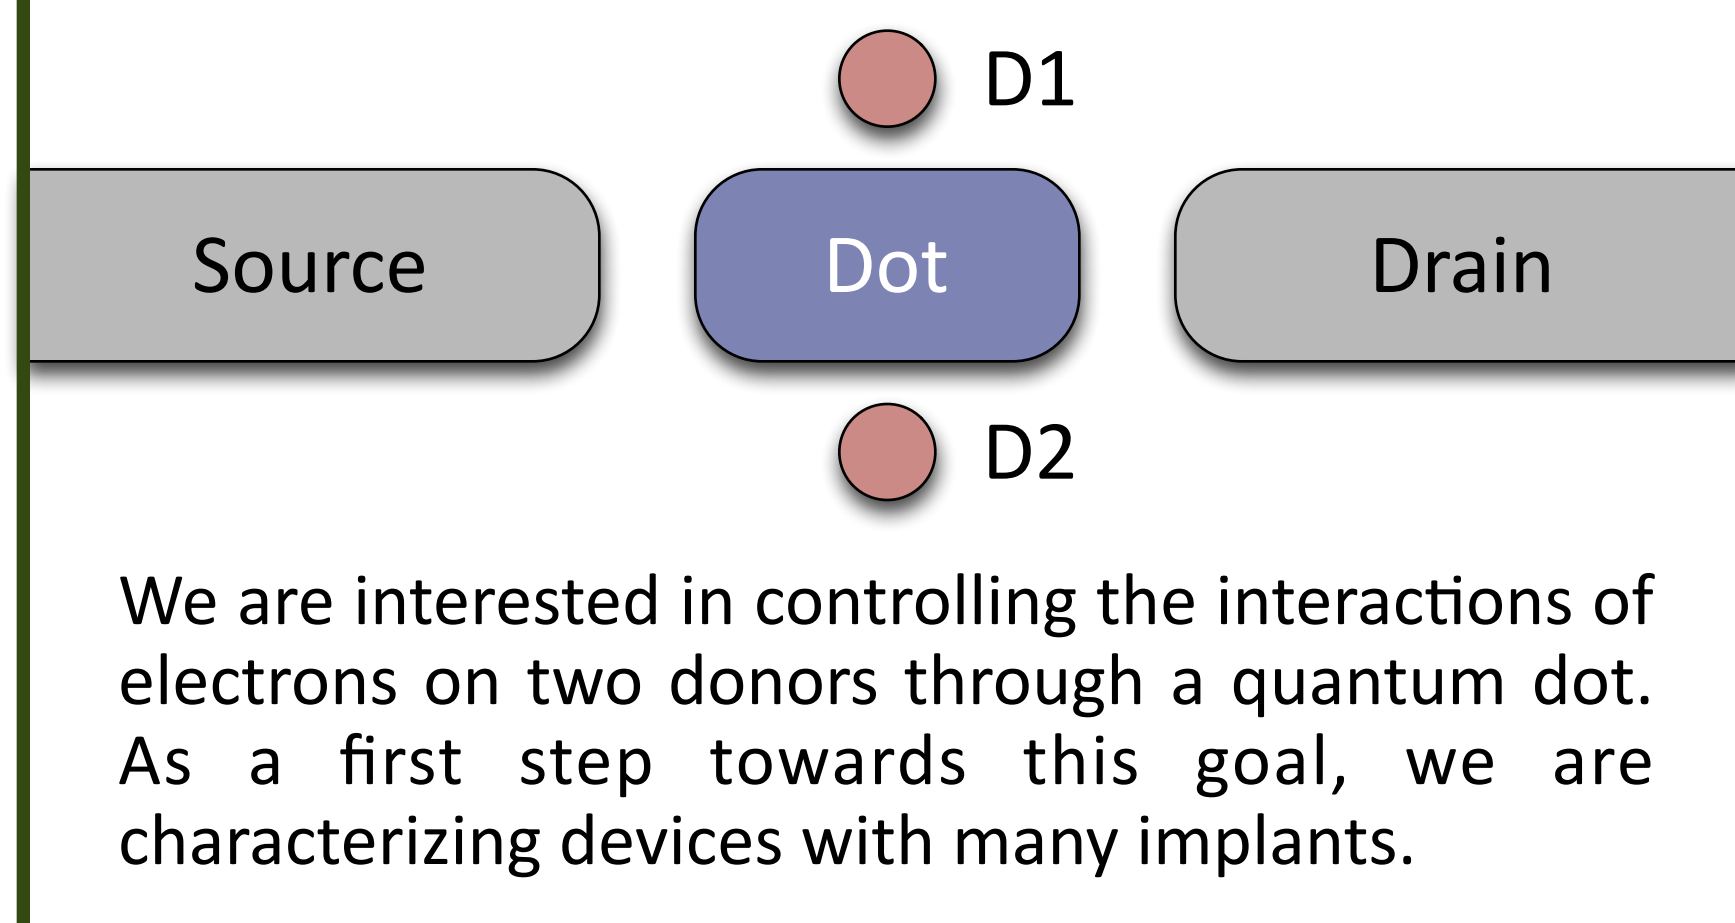 D1
Source Dot Drain
D2
We are interested in controlling the interactions of
electrons on two donors through a quantum dot.
As a first step towards this goal, we are
characterizing devices with many implants.